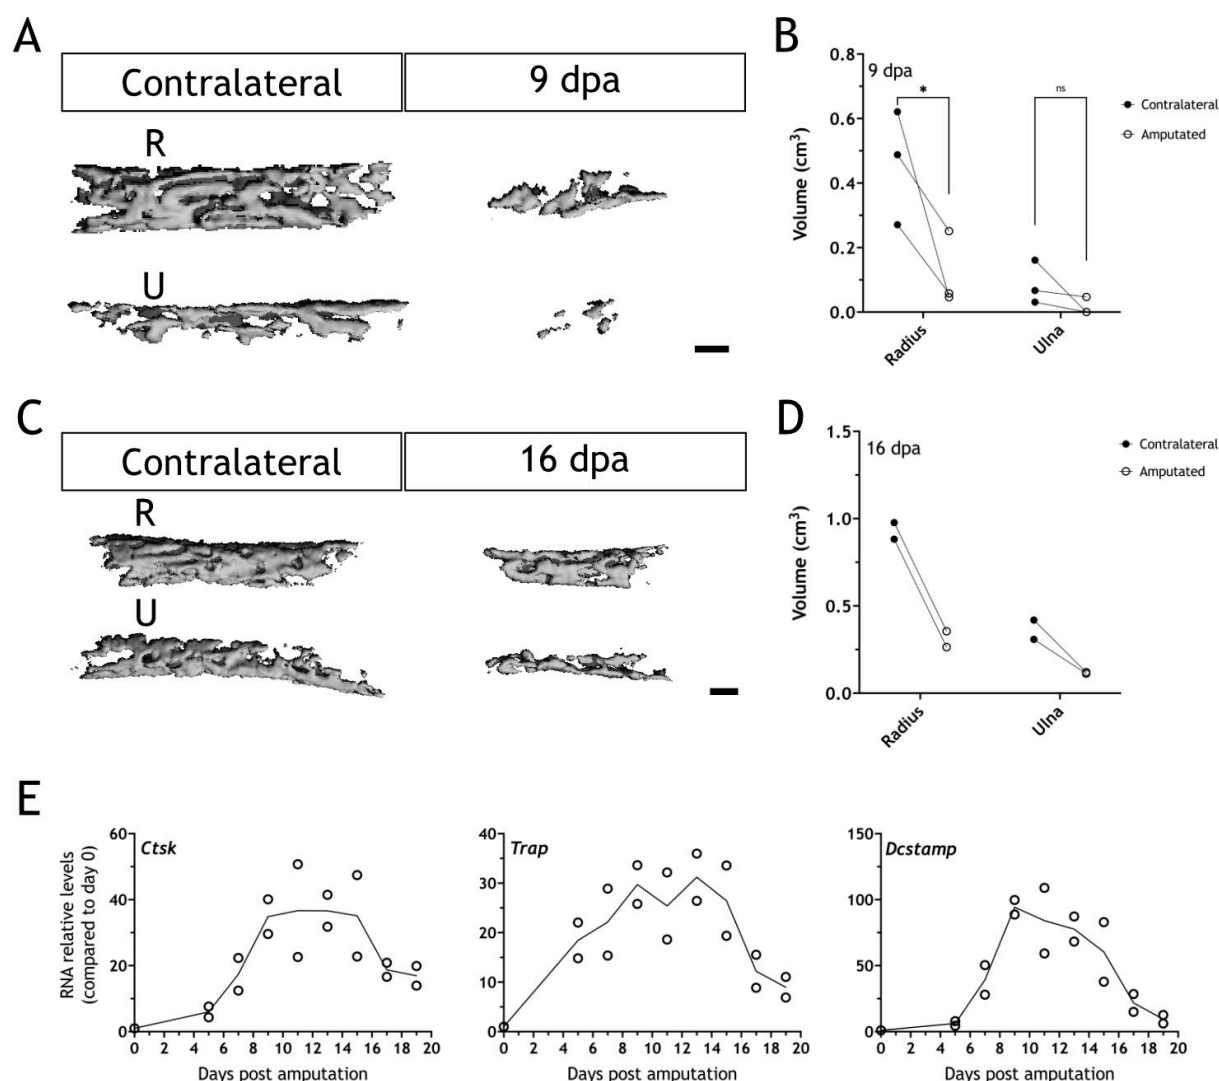 A
Contralateral
9 dpa
R
U
B
0.8
0.6
0.4
0.2
0.0
Volume (cm³)
9 dpa
*
ns
Contralateral
Amputated
Radius
Ulna
C
Contralateral
16 dpa
R
U
D
1.5
1.0
0.5
0.0
Volume (cm³)
16 dpa
Contralateral
Amputated
Radius
Ulna
E
RNA relative levels
(compared to day 0)
60
40
20
0
Ctsk
0 2 4 6 8 10 12 14 16 18 20
Days post amputation
40
30
20
10
0
Trap
0 2 4 6 8 10 12 14 16 18 20
Days post amputation
150
100
50
0
Dcstamp
0 2 4 6 8 10 12 14 16 18 20
Days post amputation